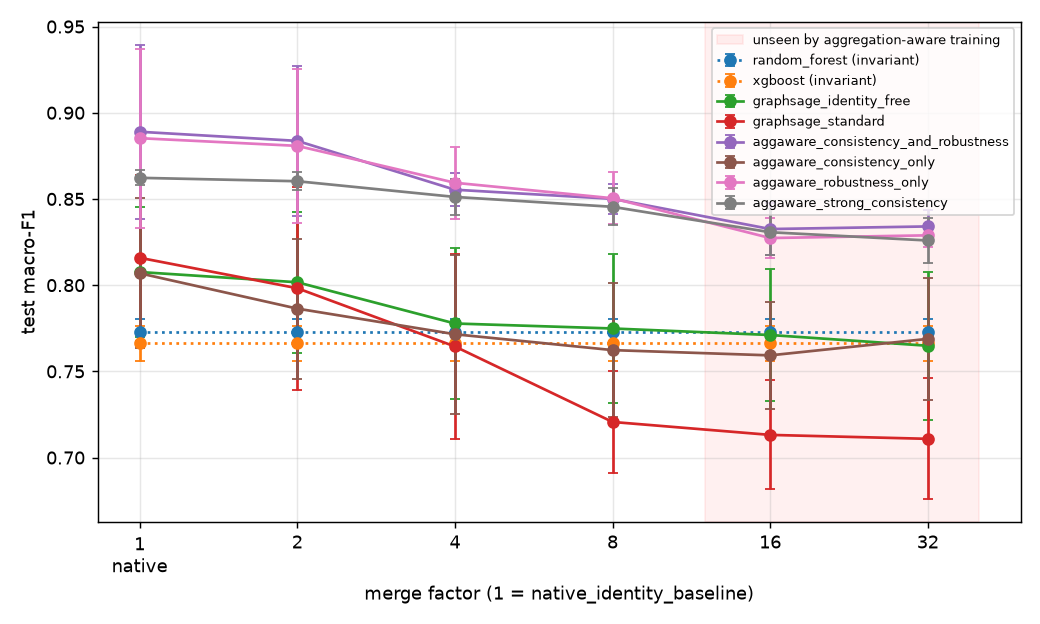 0.95
0.90
0.85
0.80
0.75
0.70
test macro-F1
unseen by aggregation-aware training
random_forest (invariant)
xgboost (invariant)
graphsage_identity_free
graphsage_standard
aggaware_consistency_and_robustness
aggaware_consistency_only
aggaware_robustness_only
aggaware_strong_consistency
1 2 4 8 16 32
native
merge factor (1 = native_identity_baseline)